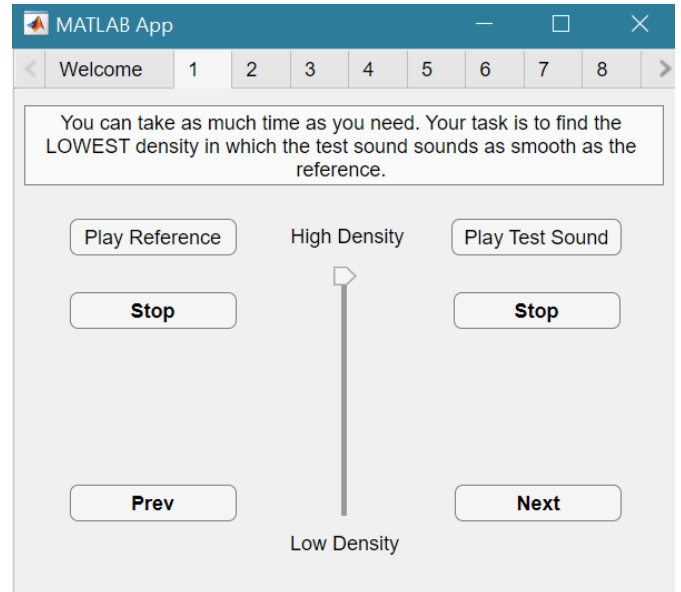 MATLAB App
Welcome 1 2 3 4 5 6 7 8
You can take as much time as you need. Your task is to find the
LOWEST density in which the test sound sounds as smooth as the
reference.
Play Reference High Density Play Test Sound
Stop Stop
Prev Next
Low Density